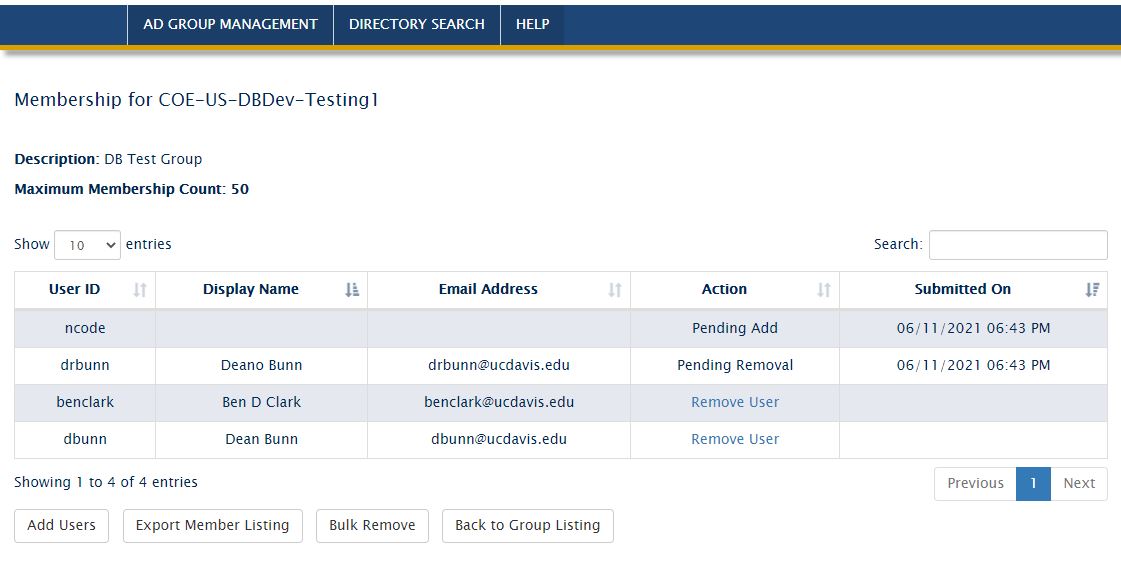 AD GROUP MANAGEMENT DIRECTORY SEARCH HELP
Membership for COE-US-DBDev-Testing1
Description: DB Test Group
Maximum Membership Count: 50
Show 10 entries Search:
User ID Display Name Email Address Action Submitted On
ncode Pending Add 06/11/2021 06:43 PM
drbunn Deano Bunn drbunn@ucdavis.edu Pending Removal 06/11/2021 06:43 PM
benclark Ben D Clark benclark@ucdavis.edu Remove User
dbunn Dean Bunn dbunn@ucdavis.edu Remove User
Showing 1 to 4 of 4 entries Previous 1 Next
Add Users Export Member Listing Bulk Remove Back to Group Listing